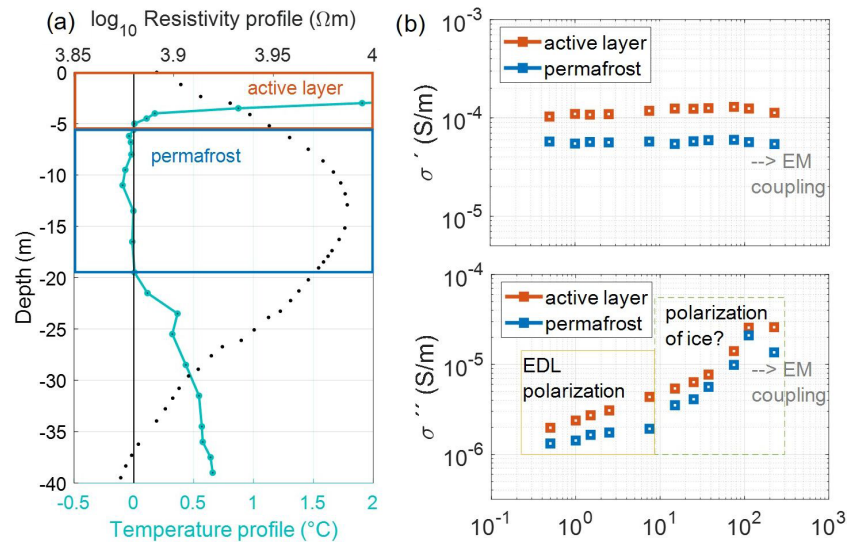 (a)
log10 Resistivity profile (Ωm)
3.85 3.9 3.95 4
active layer
permafrost
Depth (m)
0
-5
-10
-15
-20
-25
-30
-35
-40
-0.5 0 0.5 1 1.5 2
Temperature profile (°C)
(b)
10-3
active layer
permafrost
10-4
--> EM
coupling
10-5
σ ´ (S/m)
10-4
active layer
permafrost
polarization
of ice?
EDL
polarization
--> EM
coupling
10-5
10-6
σ ´´ (S/m)
10-1 100 101 102 103